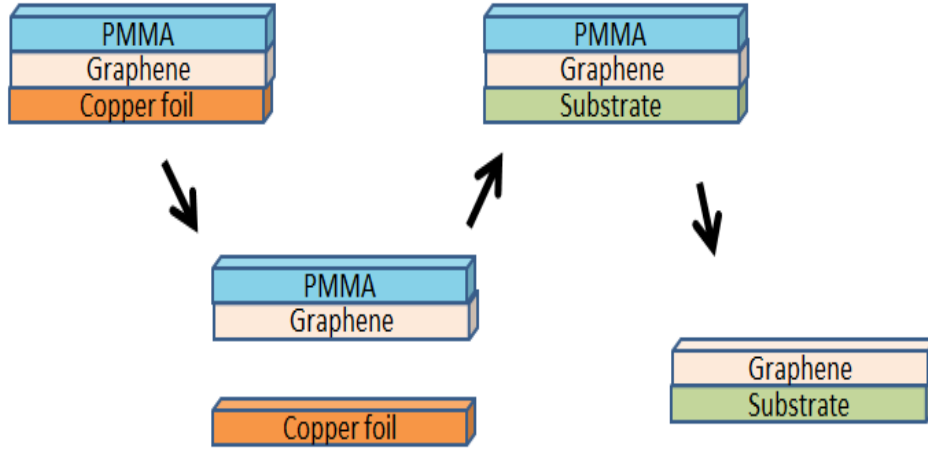 PMMA
Graphene
Copper foil
PMMA
Graphene
Substrate
PMMA
Graphene
Copper foil
Graphene
Substrate